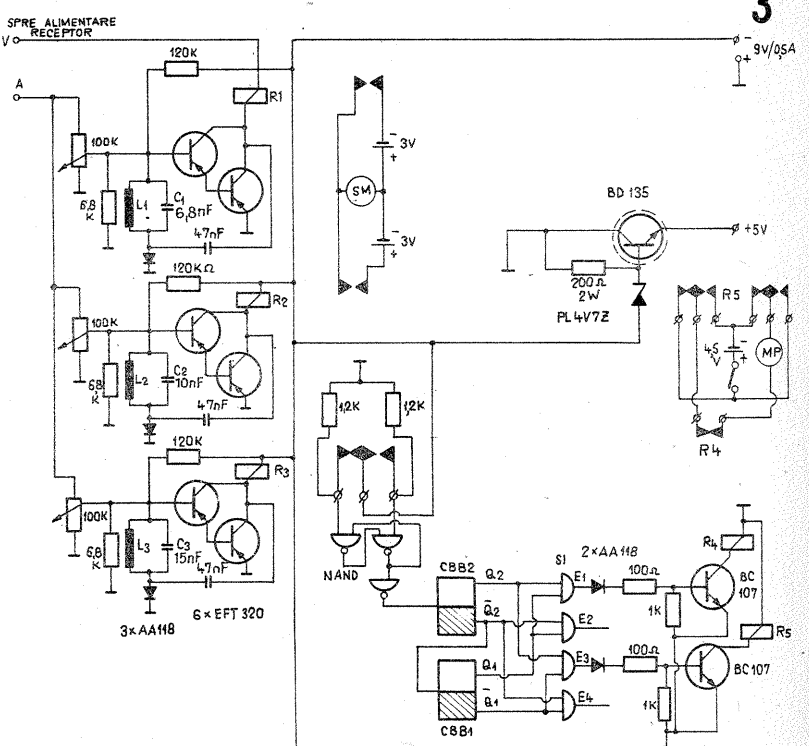 3
SPRE ALIMENTARE
RECEPTOR
V
A
120K
R1
100K
6,8
K
L1
C1
6,8nF
47nF
120KΩ
R2
100K
6,8
K
L2
C2
10nF
47nF
120K
R3
100K
6,8
K
L3
C3
15nF
47nF
3×AA118
6×EFT 320
-
+
9V/0,5A
SM
-
3V
+
-
3V
+
BD 135
+5V
200Ω
2W
PL4V7Z
R5
4,5
V
-
+
MP
R4
1,2K
1,2K
NAND
CBB2
Q2
Q2
Q1
Q1
CBB1
S1
2×AA118
E1
E2
E3
E4
100Ω
1K
R4
BC
107
R5
100Ω
1K
BC107